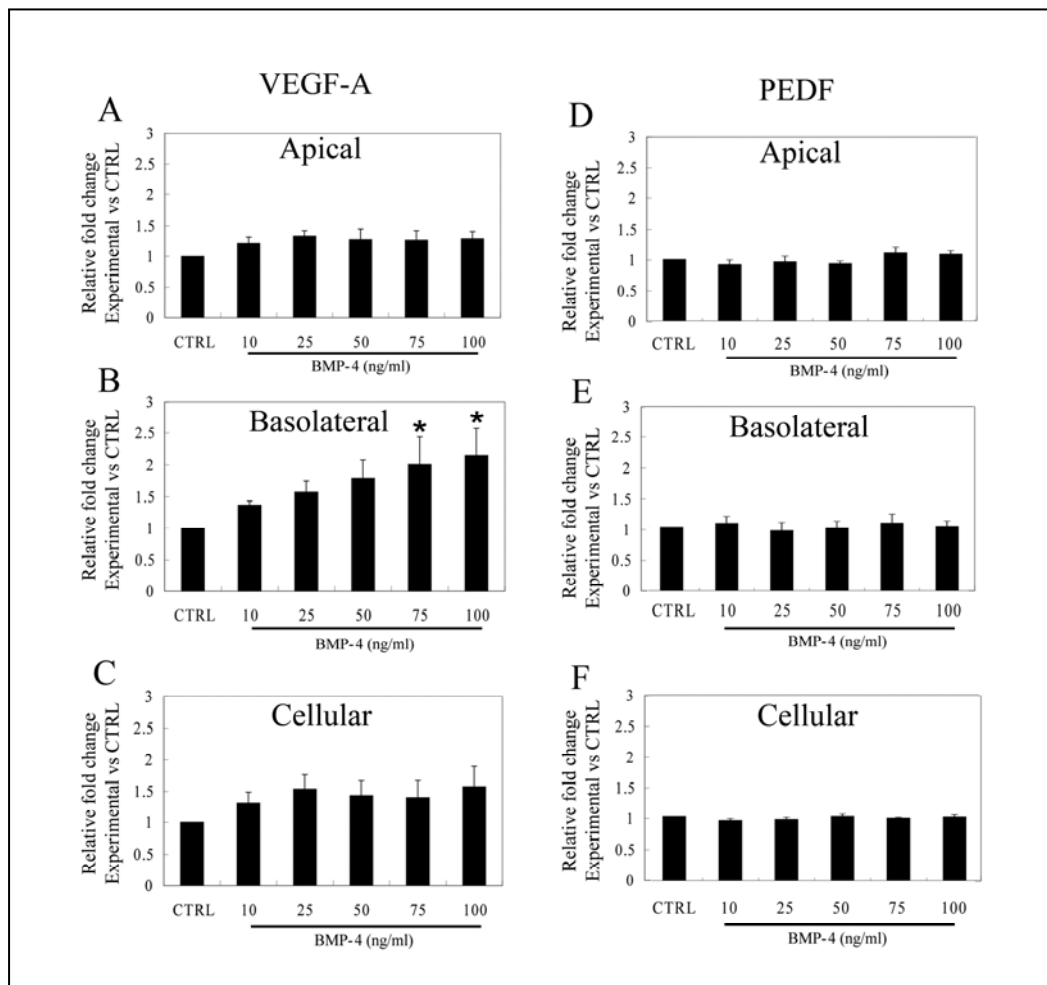 VEGF-A
A
Relative fold change
Experimental vs CTRL
3
2.5
2
1.5
1
0.5
0
Apical
CTRL 10 25 50 75 100
BMP-4 (ng/ml)
B
Relative fold change
Experimental vs CTRL
3
2.5
2
1.5
1
0.5
0
Basolateral
* *
CTRL 10 25 50 75 100
BMP-4 (ng/ml)
C
Relative fold change
Experimental vs CTRL
3
2.5
2
1.5
1
0.5
0
Cellular
CTRL 10 25 50 75 100
BMP-4 (ng/ml)
PEDF
D
Relative fold change
Experimental vs CTRL
3
2.5
2
1.5
1
0.5
0
Apical
CTRL 10 25 50 75 100
BMP-4 (ng/ml)
E
Relative fold change
Experimental vs CTRL
3
2.5
2
1.5
1
0.5
0
Basolateral
CTRL 10 25 50 75 100
BMP-4 (ng/ml)
F
Relative fold change
Experimental vs CTRL
3
2.5
2
1.5
1
0.5
0
Cellular
CTRL 10 25 50 75 100
BMP-4 (ng/ml)